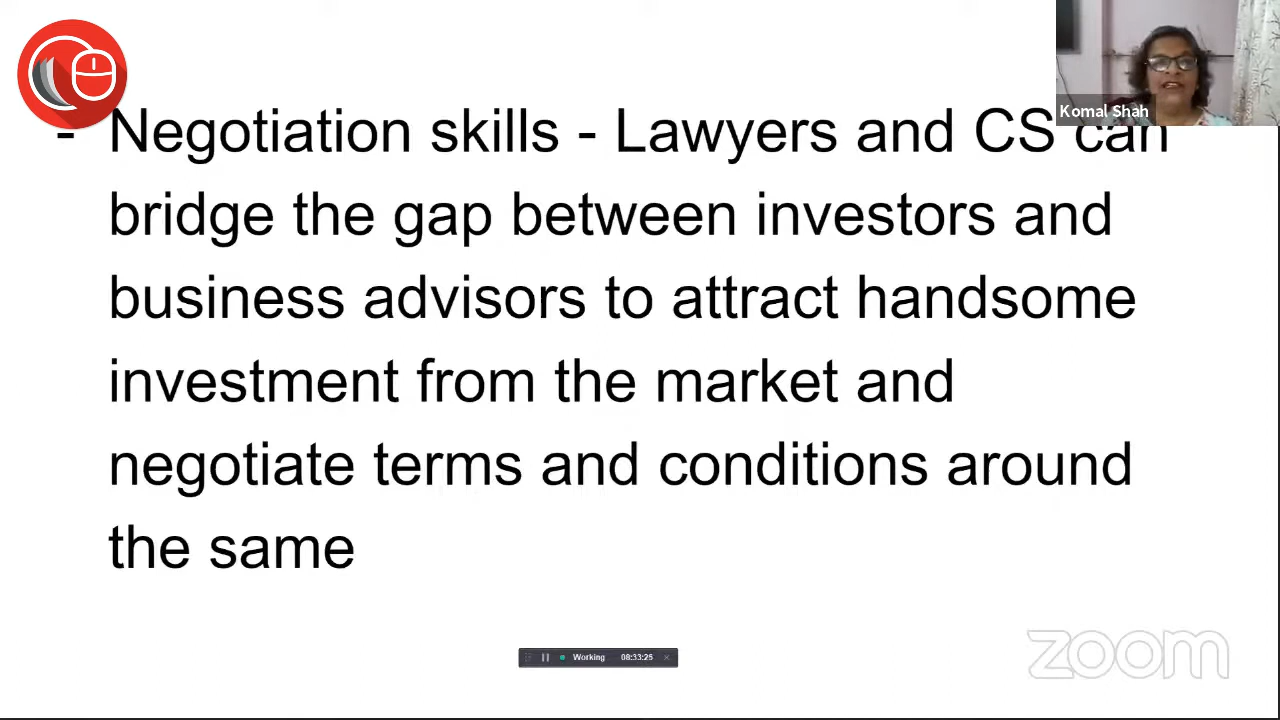 Komal Shah
- Negotiation skills - Lawyers and CS can
bridge the gap between investors and
business advisors to attract handsome
investment from the market and
negotiate terms and conditions around
the same
Working 08:33:25
zoom